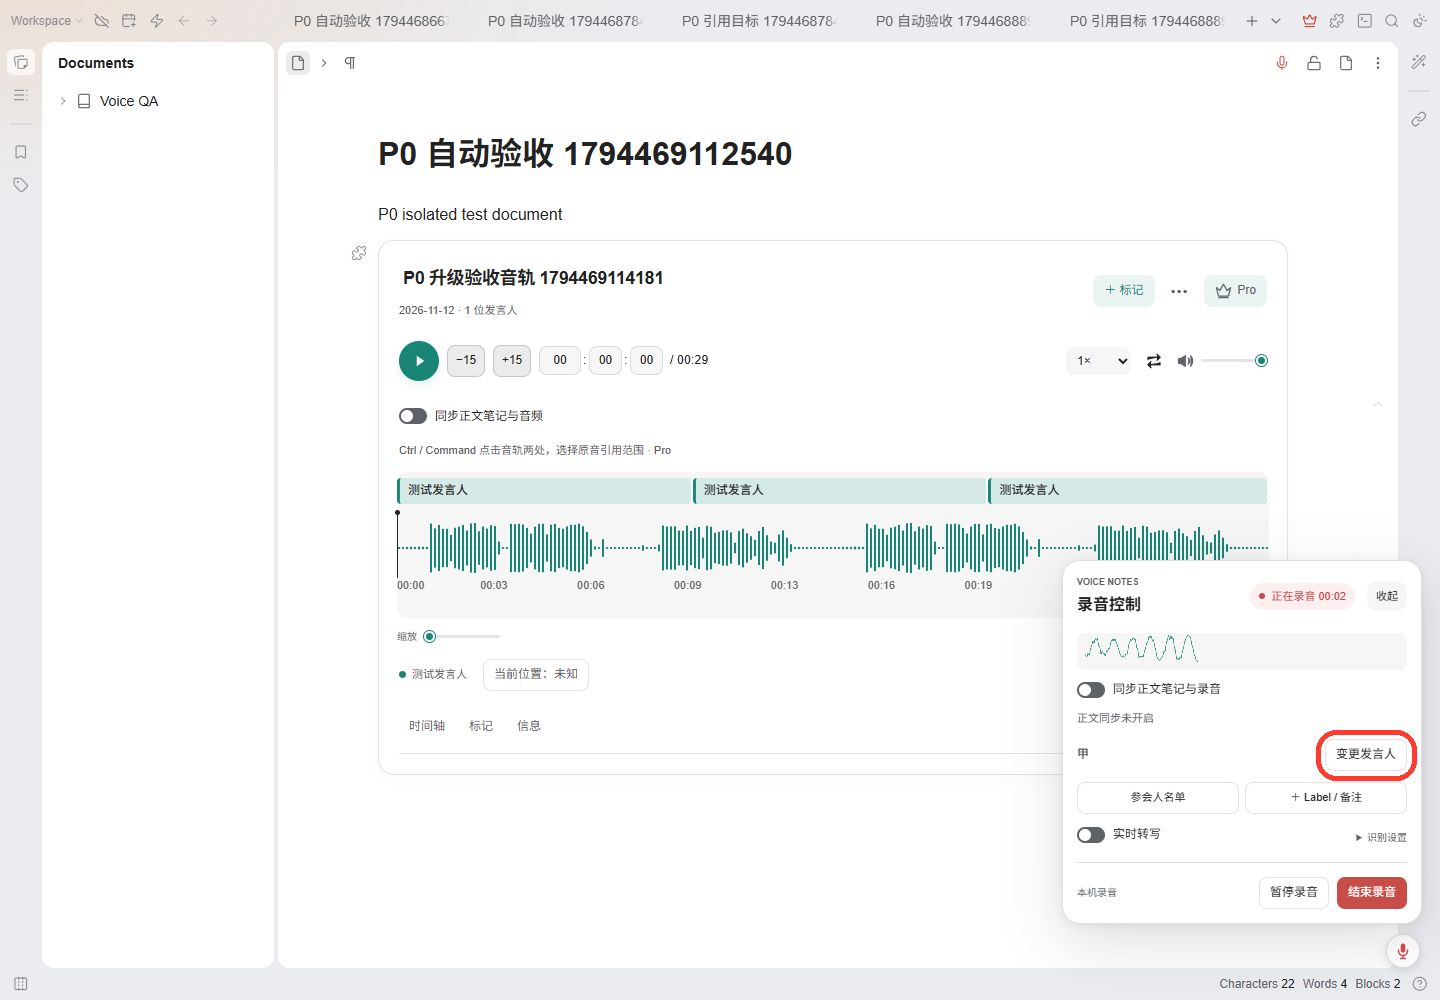 Workspace
P0 自动验收 179446866
P0 自动验收 179446878
P0 引用目标 179446878
P0 自动验收 179446888
P0 引用目标 179446888
Documents
Voice QA
P0 自动验收 1794469112540
P0 isolated test document
P0 升级验收音轨 1794469114181
2026-11-12 · 1 位发言人
+ 标记
Pro
−15
+15
00 : 00 : 00 / 00:29
1×
同步正文笔记与音频
Ctrl / Command 点击音轨两处，选择原音引用范围 · Pro
测试发言人
测试发言人
测试发言人
00:00 00:03 00:06 00:09 00:13 00:16 00:19
缩放
测试发言人
当前位置：未知
时间轴 标记 信息
VOICE NOTES
录音控制
正在录音 00:02
收起
同步正文笔记与录音
正文同步未开启
甲
变更发言人
参会人名单
+ Label / 备注
实时转写
识别设置
本机录音
暂停录音
结束录音
Characters 22 Words 4 Blocks 2